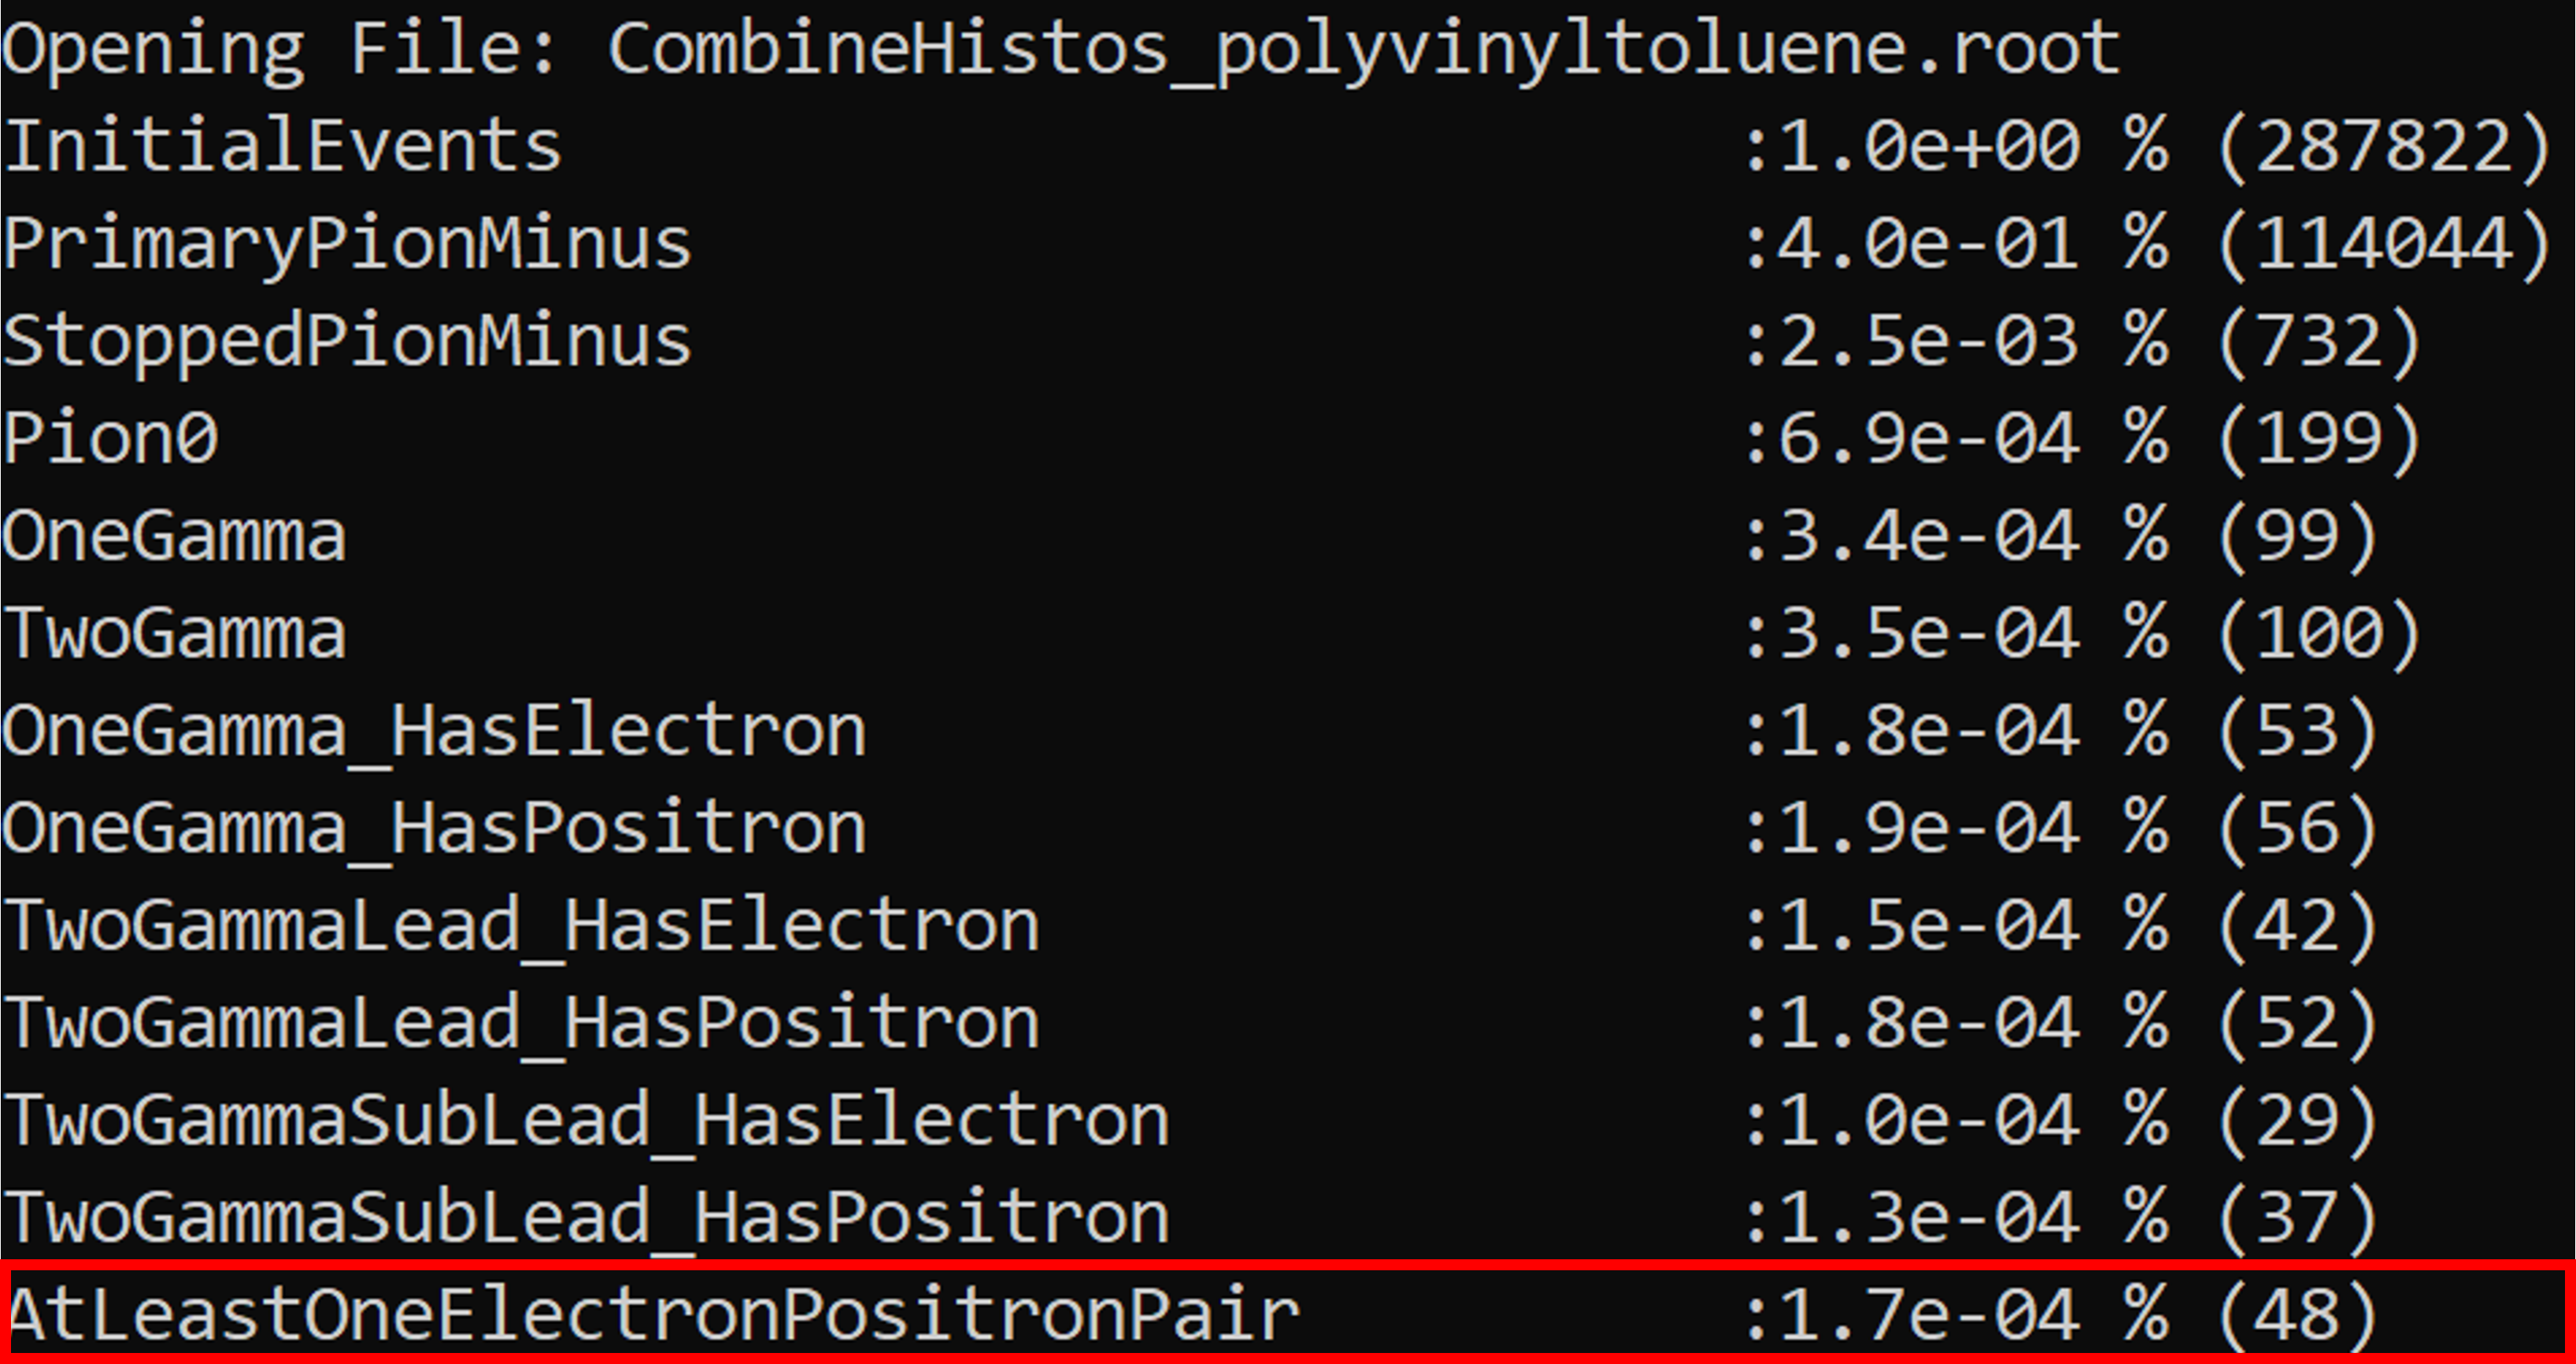 Opening File: CombineHistos_polyvinyltoluene.root
InitialEvents :1.0e+00 % (287822)
PrimaryPionMinus :4.0e-01 % (114044)
StoppedPionMinus :2.5e-03 % (732)
Pion0 :6.9e-04 % (199)
OneGamma :3.4e-04 % (99)
TwoGamma :3.5e-04 % (100)
OneGamma_HasElectron :1.8e-04 % (53)
OneGamma_HasPositron :1.9e-04 % (56)
TwoGammaLead_HasElectron :1.5e-04 % (42)
TwoGammaLead_HasPositron :1.8e-04 % (52)
TwoGammaSubLead_HasElectron :1.0e-04 % (29)
TwoGammaSubLead_HasPositron :1.3e-04 % (37)
AtLeastOneElectronPositronPair :1.7e-04 % (48)